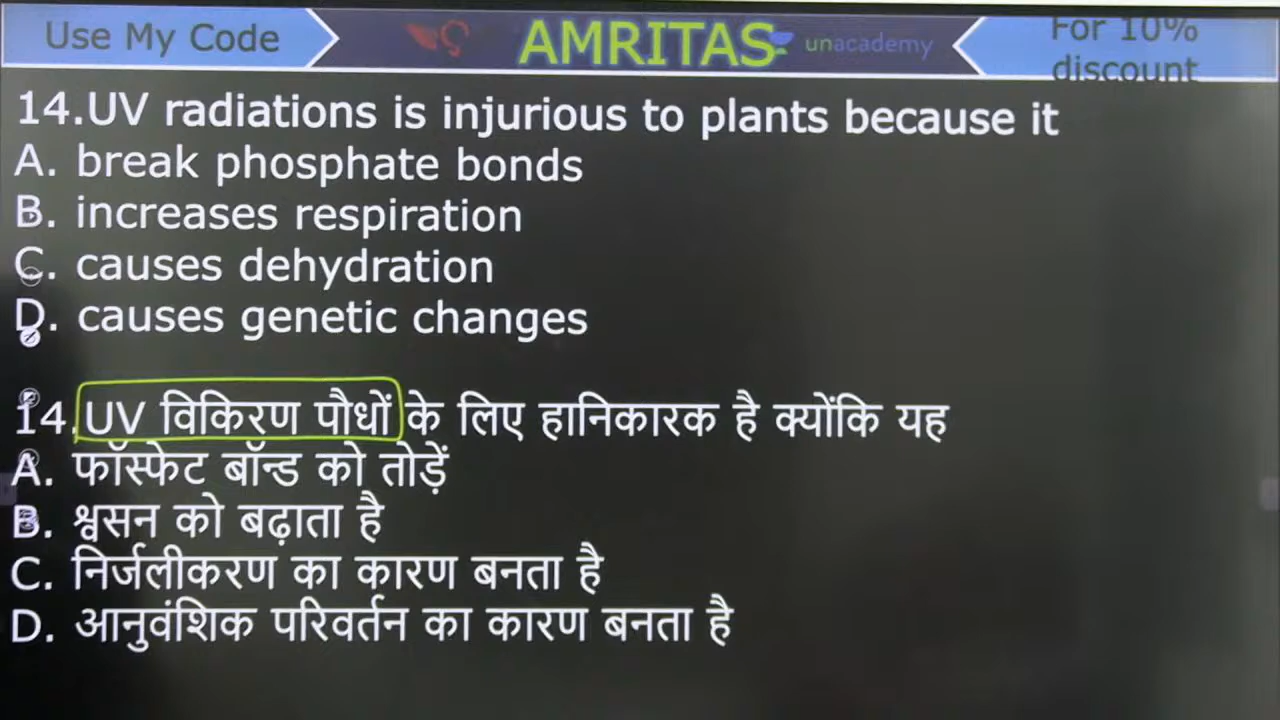 Use My Code
AMRITAS
unacademy
For 10%
discount
14.UV radiations is injurious to plants because it
A. break phosphate bonds
B. increases respiration
C. causes dehydration
D. causes genetic changes
14.UV विकिरण पौधों के लिए हानिकारक है क्योंकि यह
A. फॉस्फेट बॉन्ड को तोड़ें
B. श्वसन को बढ़ाता है
C. निर्जलीकरण का कारण बनता है
D. आनुवंशिक परिवर्तन का कारण बनता है